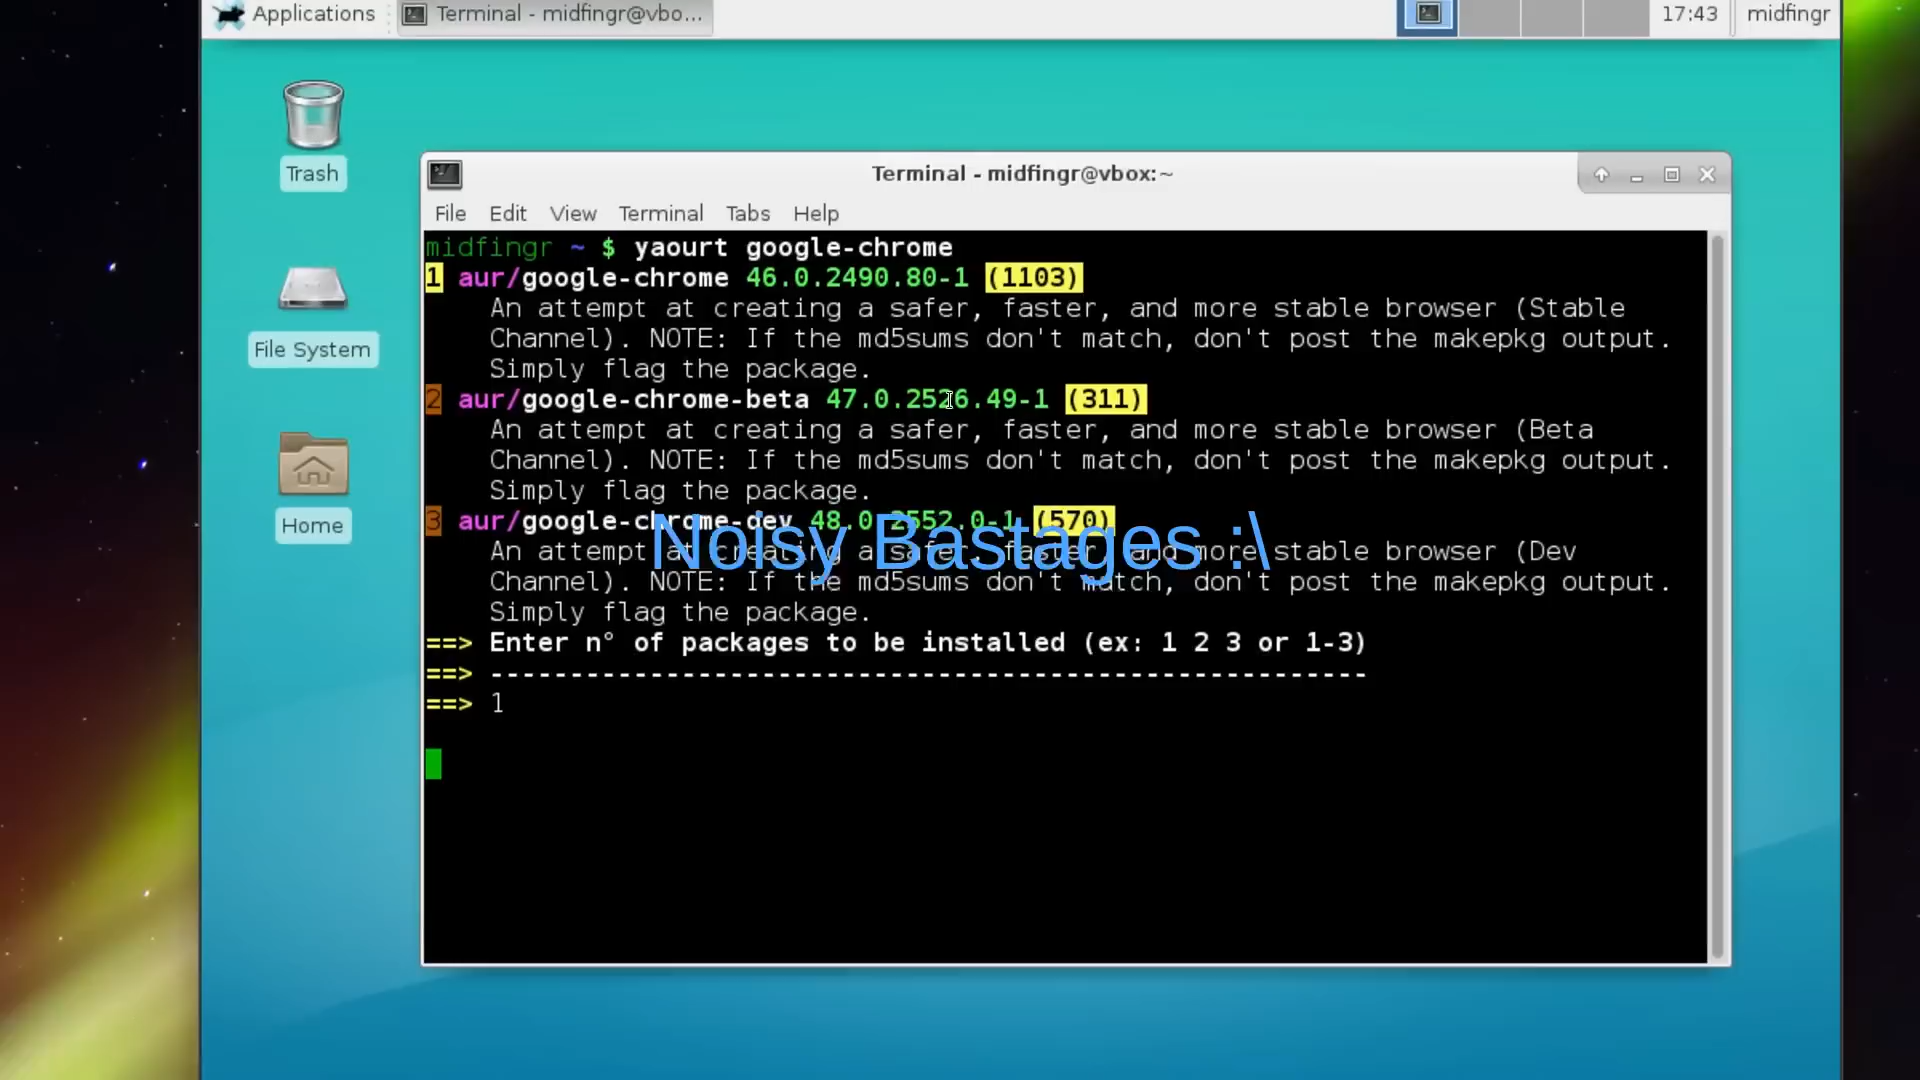 Applications
Terminal - midfingr@vbo...
17:43
midfingr
Trash
File System
Home
Terminal - midfingr@vbox:~
File Edit View Terminal Tabs Help
midfingr ~ $ yaourt google-chrome
1 aur/google-chrome 46.0.2490.80-1 (1103)
An attempt at creating a safer, faster, and more stable browser (Stable
Channel). NOTE: If the md5sums don't match, don't post the makepkg output.
Simply flag the package.
2 aur/google-chrome-beta 47.0.2526.49-1 (311)
An attempt at creating a safer, faster, and more stable browser (Beta
Channel). NOTE: If the md5sums don't match, don't post the makepkg output.
Simply flag the package.
3 aur/google-chrome-dev 48.0.2552.0-1 (570)
An attempt at creating a safer, faster, and more stable browser (Dev
Channel). NOTE: If the md5sums don't match, don't post the makepkg output.
Simply flag the package.
Noisy Bastages :\
==> Enter n° of packages to be installed (ex: 1 2 3 or 1-3)
==> -------------------------------------------------------
==> 1